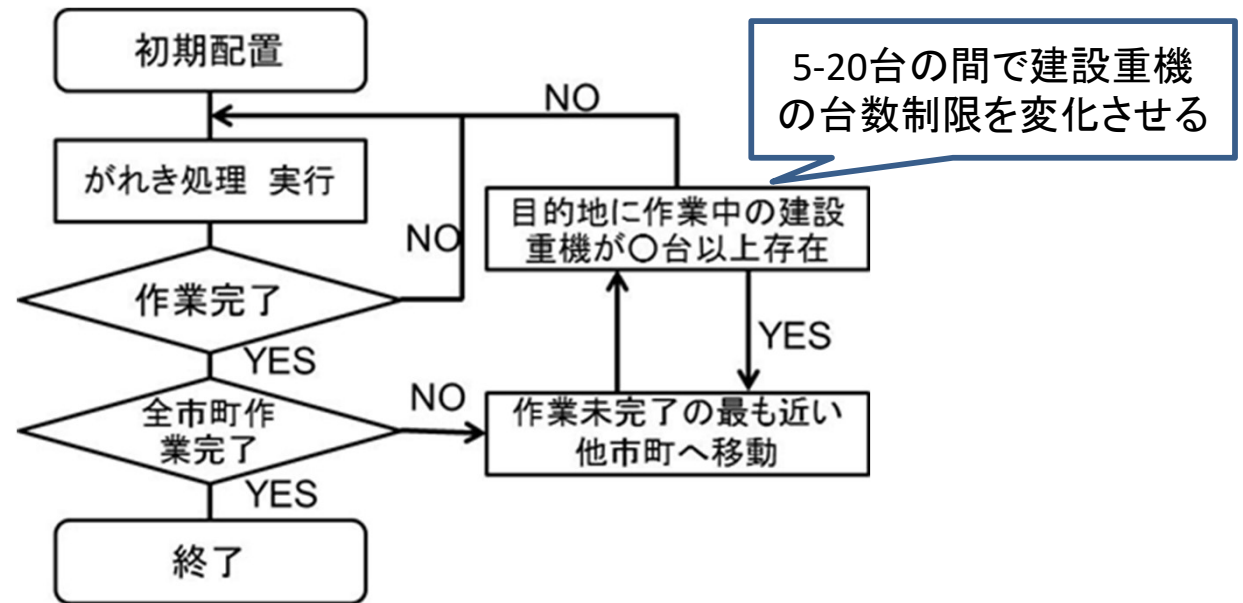 初期配置
5-20台の間で建設重機
の台数制限を変化させる
NO
がれき処理 実行
目的地に作業中の建設
重機が〇台以上存在
NO
作業完了
YES
YES
全市町作
業完了
NO
作業未完了の最も近い
他市町へ移動
YES
終了